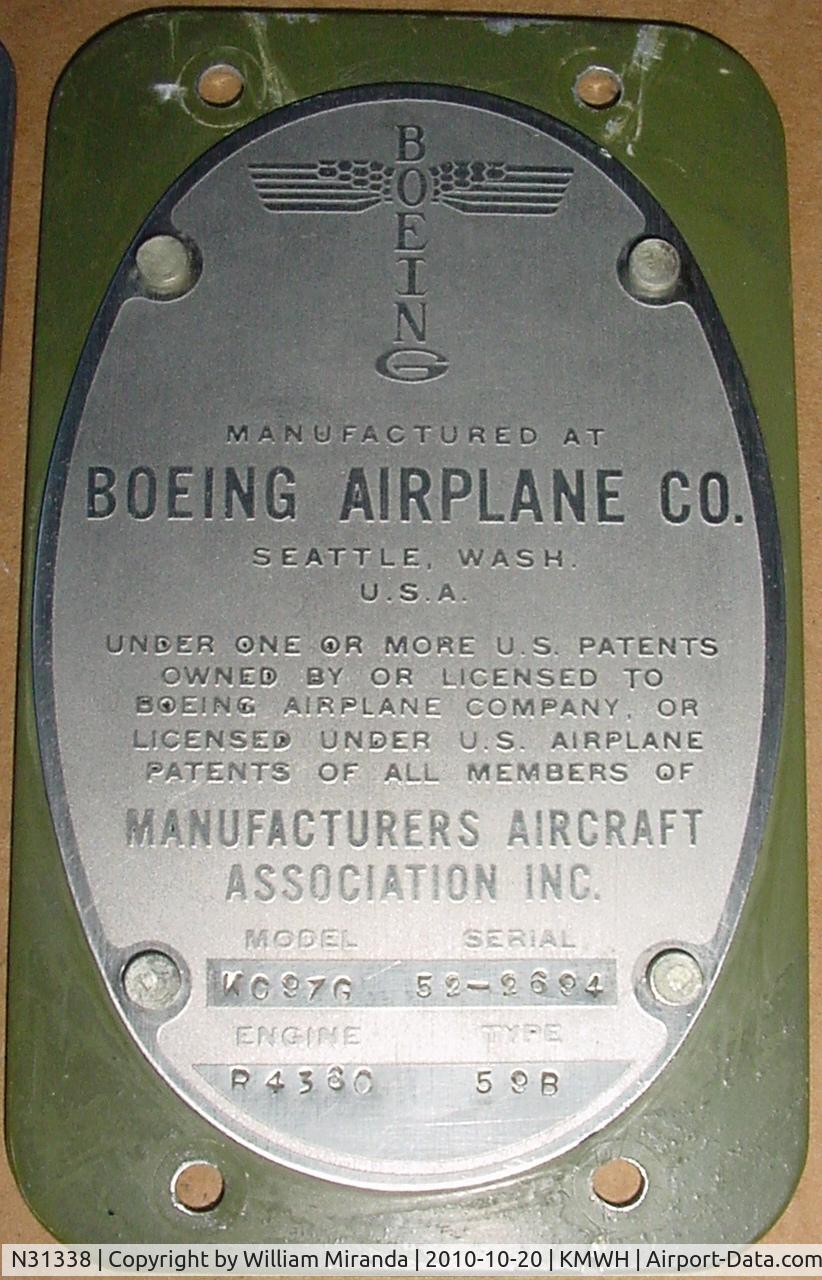 BOEING
MANUFACTURED AT
BOEING AIRPLANE CO.
SEATTLE, WASH.
U.S.A.
UNDER ONE OR MORE U.S. PATENTS
OWNED BY OR LICENSED TO
BOEING AIRPLANE COMPANY, OR
LICENSED UNDER U.S. AIRPLANE
PATENTS OF ALL MEMBERS OF
MANUFACTURERS AIRCRAFT
ASSOCIATION INC.
MODEL SERIAL
KC97G 52-2694
ENGINE TYPE
R4360 59B
N31338 | Copyright by William Miranda | 2010-10-20 | KMWH | Airport-Data.com